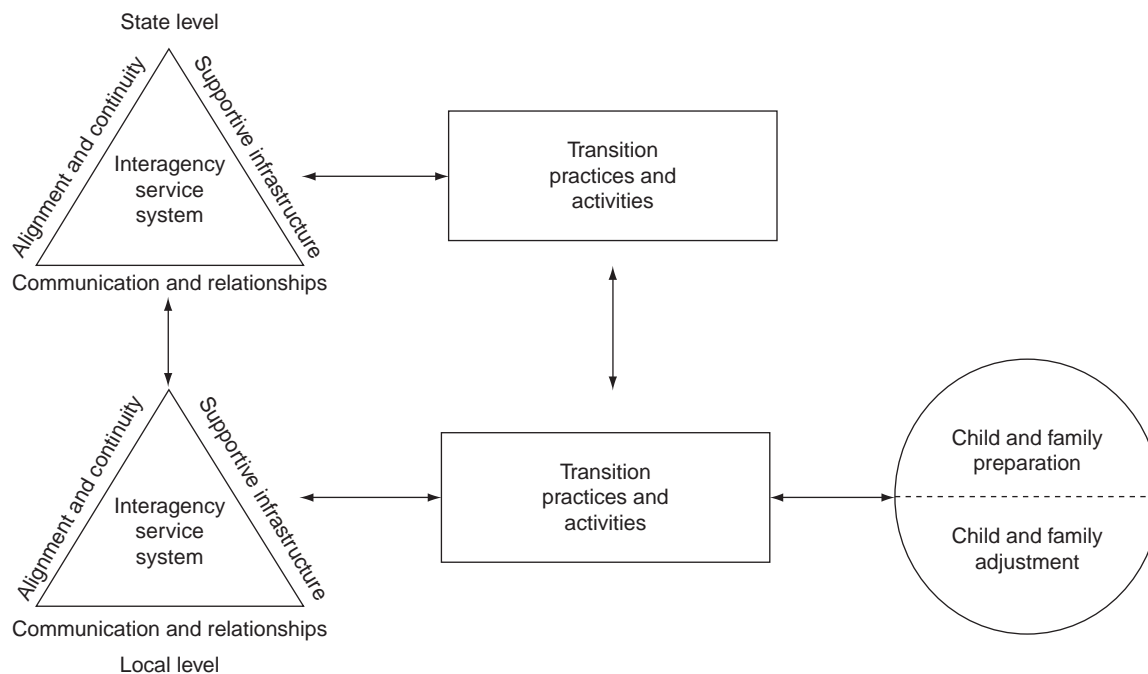 State level
Alignment and continuity
Supportive infrastructure
Interagency
service
system
Communication and relationships
Transition
practices and
activities
Alignment and continuity
Supportive infrastructure
Interagency
service
system
Communication and relationships
Local level
Transition
practices and
activities
Child and family
preparation
Child and family
adjustment